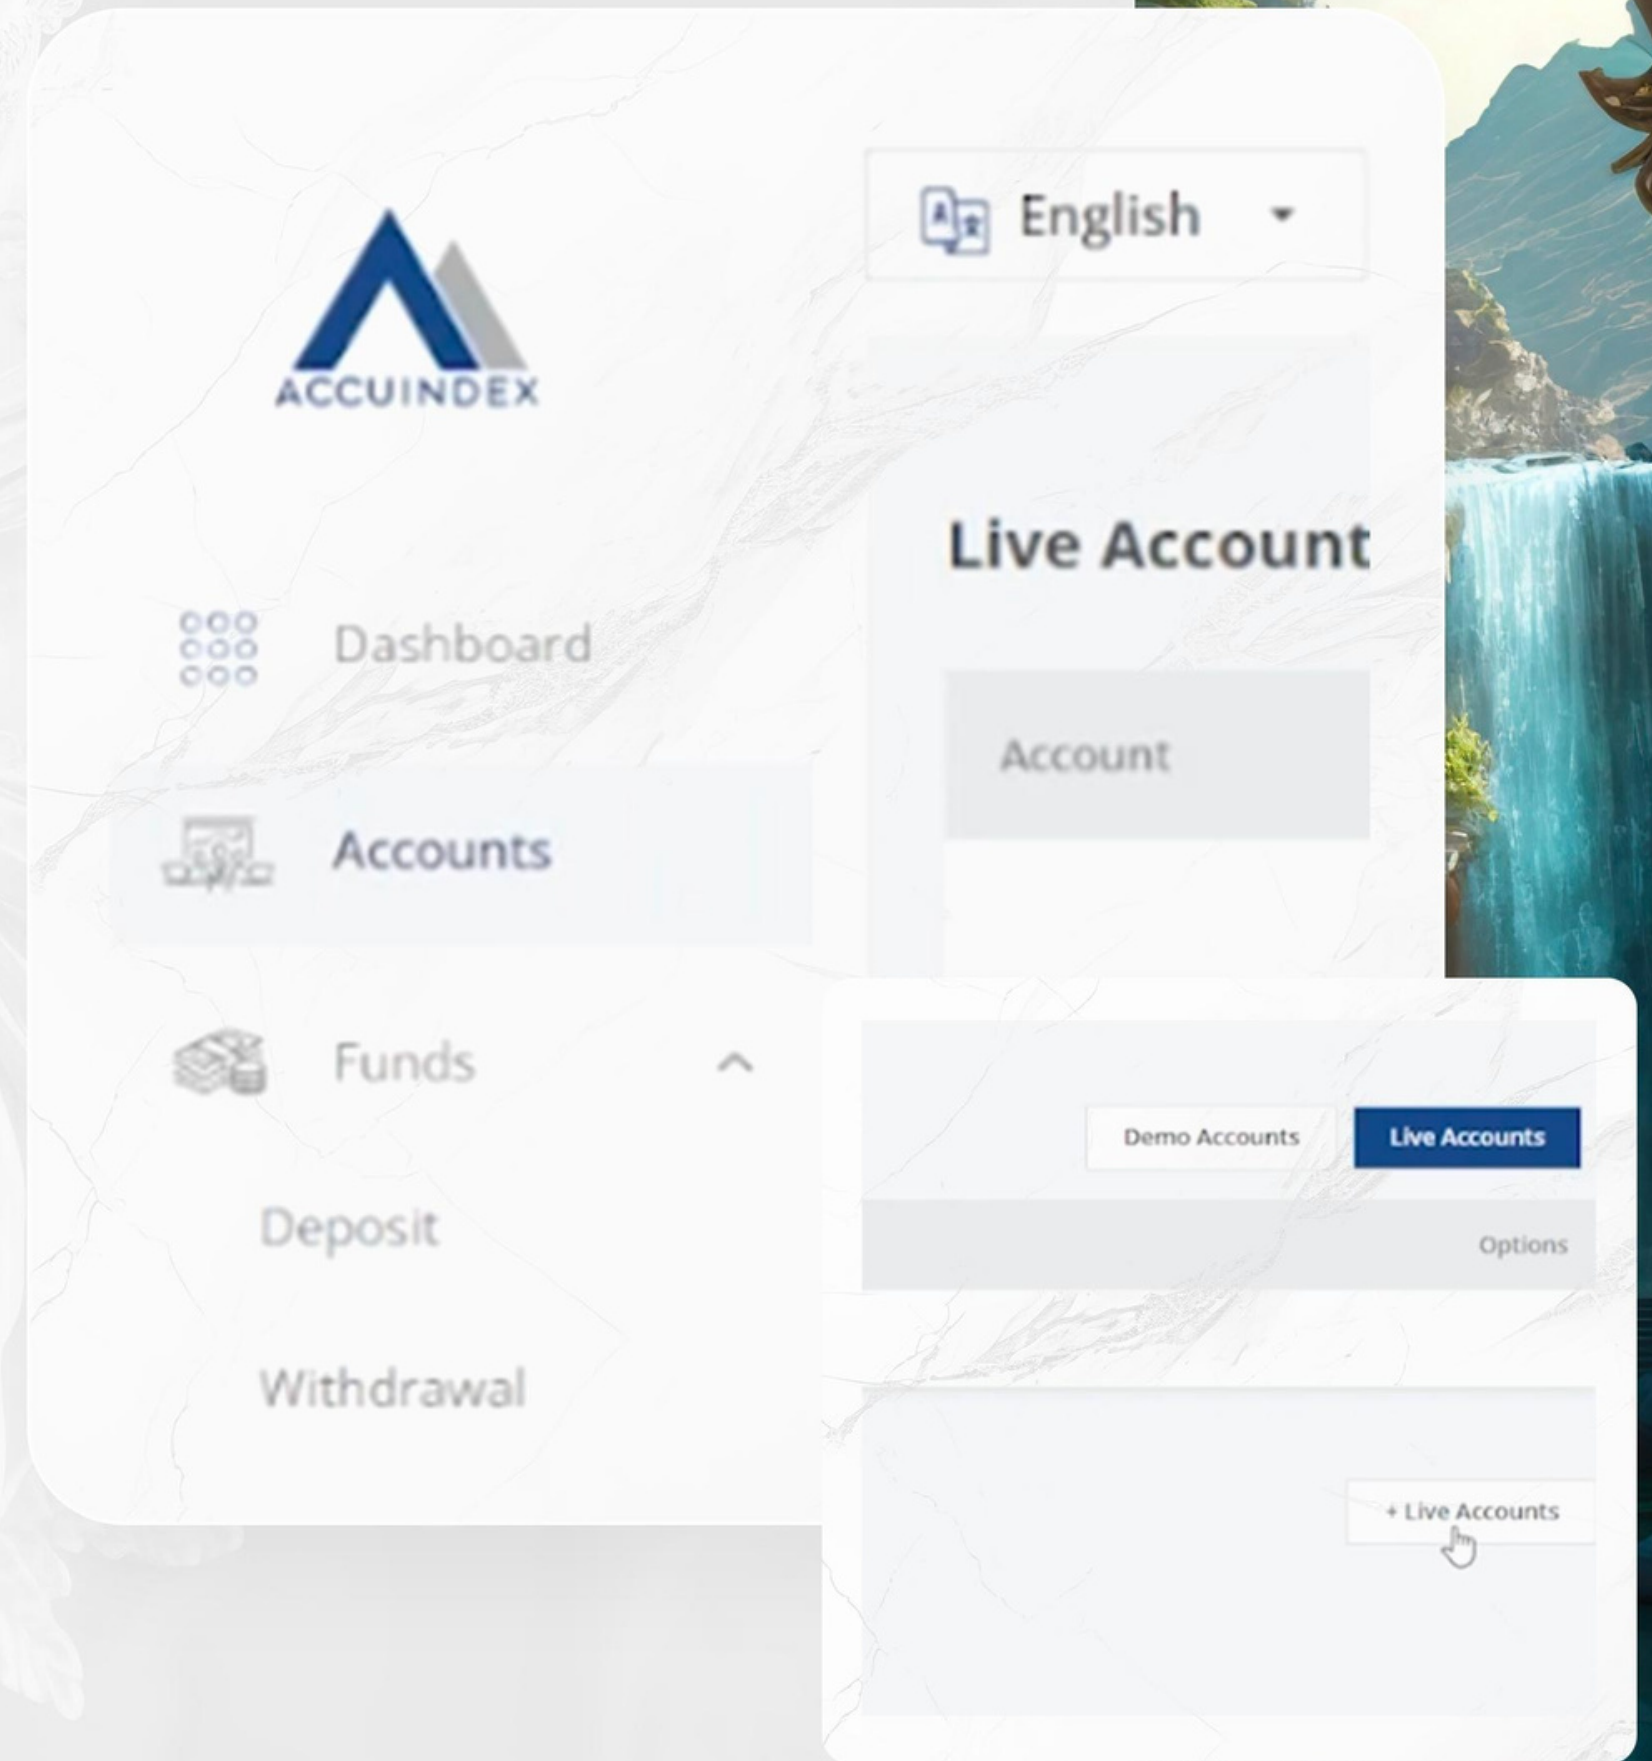 English
ACCUINDEX
Live Account
Dashboard
Account
Accounts
Funds
Deposit
Withdrawal
Demo Accounts
Live Accounts
Options
+ Live Accounts